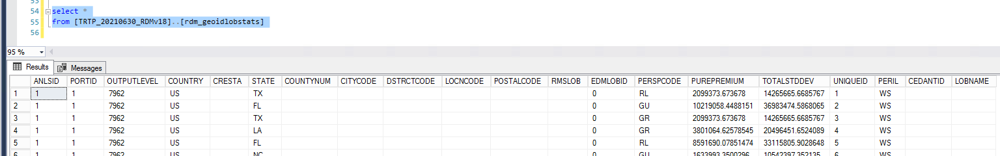 53
54 select *
55 from [TRTP_20210630_RDMv18]..[rdm_geoidlobstats]
56
95 %
Results Messages
ANLSID PORTID OUTPUTLEVEL COUNTRY CRESTA STATE COUNTYNUM CITYCODE DSTRCTCODE LOCNCODE POSTALCODE RMSLOB EDMLOBID PERSPCODE PUREPREMIUM TOTALSTDDEV UNIQUEID PERIL CEDANTID LOBNAME
1 1 1 7962 US TX 0 RL 2099373.673678 14265665.6685767 1 WS
2 1 1 7962 US FL 0 GU 10219058.4488151 36983474.5868065 2 WS
3 1 1 7962 US TX 0 GR 2099373.673678 14265665.6685767 3 WS
4 1 1 7962 US LA 0 GR 3801064.62578545 20496451.6524089 4 WS
5 1 1 7962 US FL 0 RL 8591690.07851474 33115805.9028648 5 WS
6 1 1 7962 US NC 0 GU 1633993.3500296 10542397.352135 6 WS